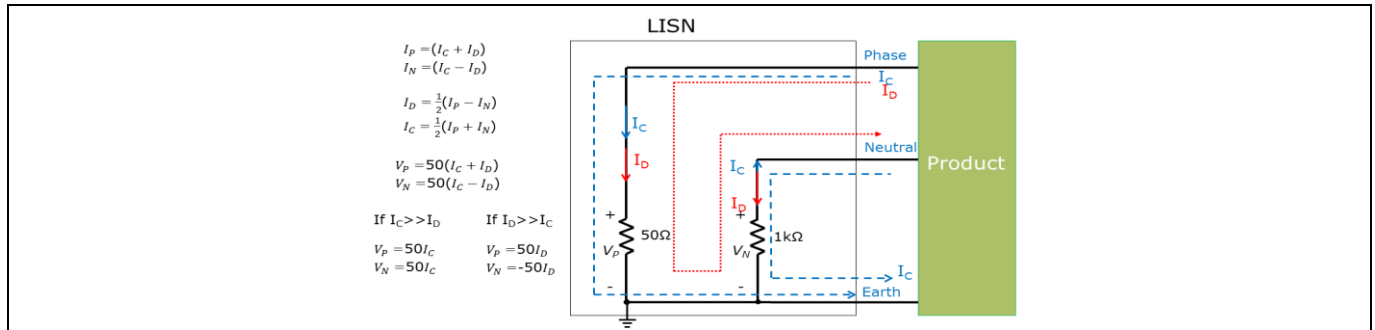 LISN
I_P =(I_C + I_D)
I_N =(I_C − I_D)
I_D = 1/2(I_P − I_N)
I_C = 1/2(I_P + I_N)
V_P = 50(I_C + I_D)
V_N = 50(I_C − I_D)
If I_C>>I_D
If I_D>>I_C
V_P =50I_C
V_P =50I_D
V_N =50I_C
V_N =-50I_D
Phase
I_C
I_D
I_C
I_D
Neutral
I_C
I_D
Product
+
50Ω
V_P
-
+
1kΩ
V_N
-
I_C
Earth